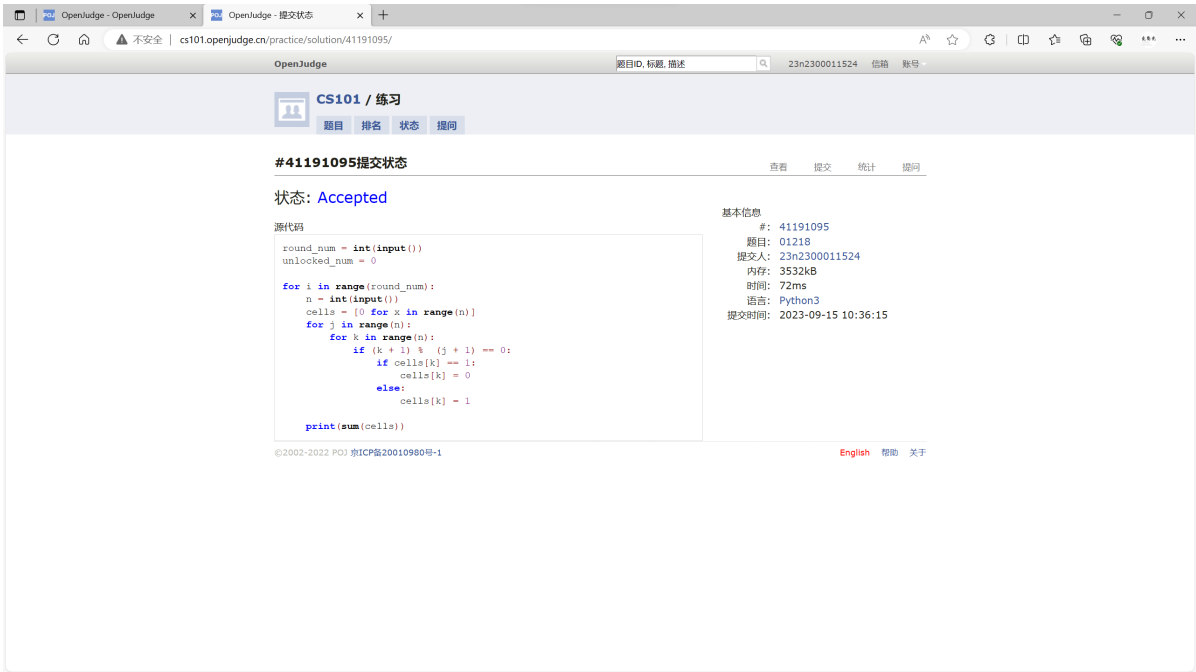 OpenJudge - OpenJudge
OpenJudge - 提交状态
不安全 cs101.openjudge.cn/practice/solution/41191095/
OpenJudge
题目ID, 标题, 描述
23n2300011524 信箱 账号
CS101 / 练习
题目 排名 状态 提问
#41191095提交状态
查看 提交 统计 提问
状态: Accepted
源代码
round_num = int(input())
unlocked_num = 0
for i in range(round_num):
    n = int(input())
    cells = [0 for x in range(n)]
    for j in range(n):
        for k in range(n):
            if (k + 1) %  (j + 1) == 0:
                if cells[k] == 1:
                    cells[k] = 0
                else:
                    cells[k] = 1
    print(sum(cells))
基本信息
#: 41191095
题目: 01218
提交人: 23n2300011524
内存: 3532kB
时间: 72ms
语言: Python3
提交时间: 2023-09-15 10:36:15
©2002-2022 POJ 京ICP备20010980号-1
English 帮助 关于